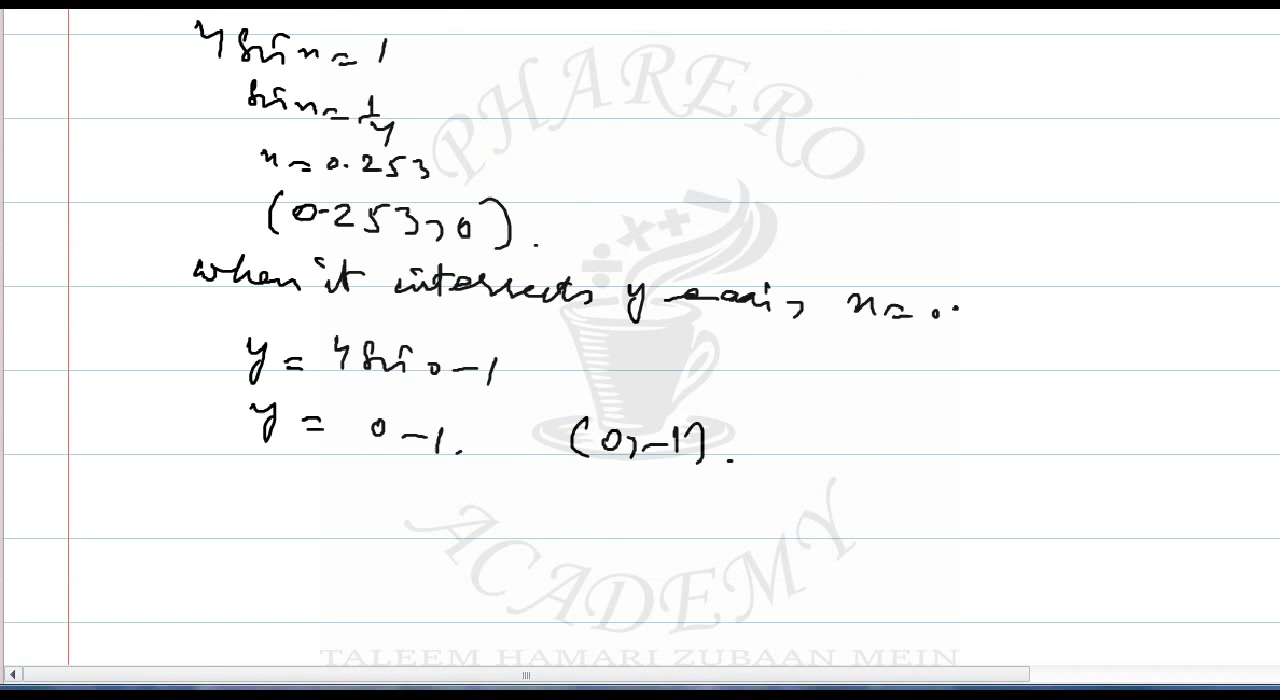 4 sin x = 1
sin x = 1/4
x = 0.253
(0.253, 0).
when it intersects y-axis, x = 0.
y = 4 sin 0 - 1
y = 0 - 1. (0, -1).
PHARERO
ACADEMY
TALEEM HAMARI ZUBAAN MEIN